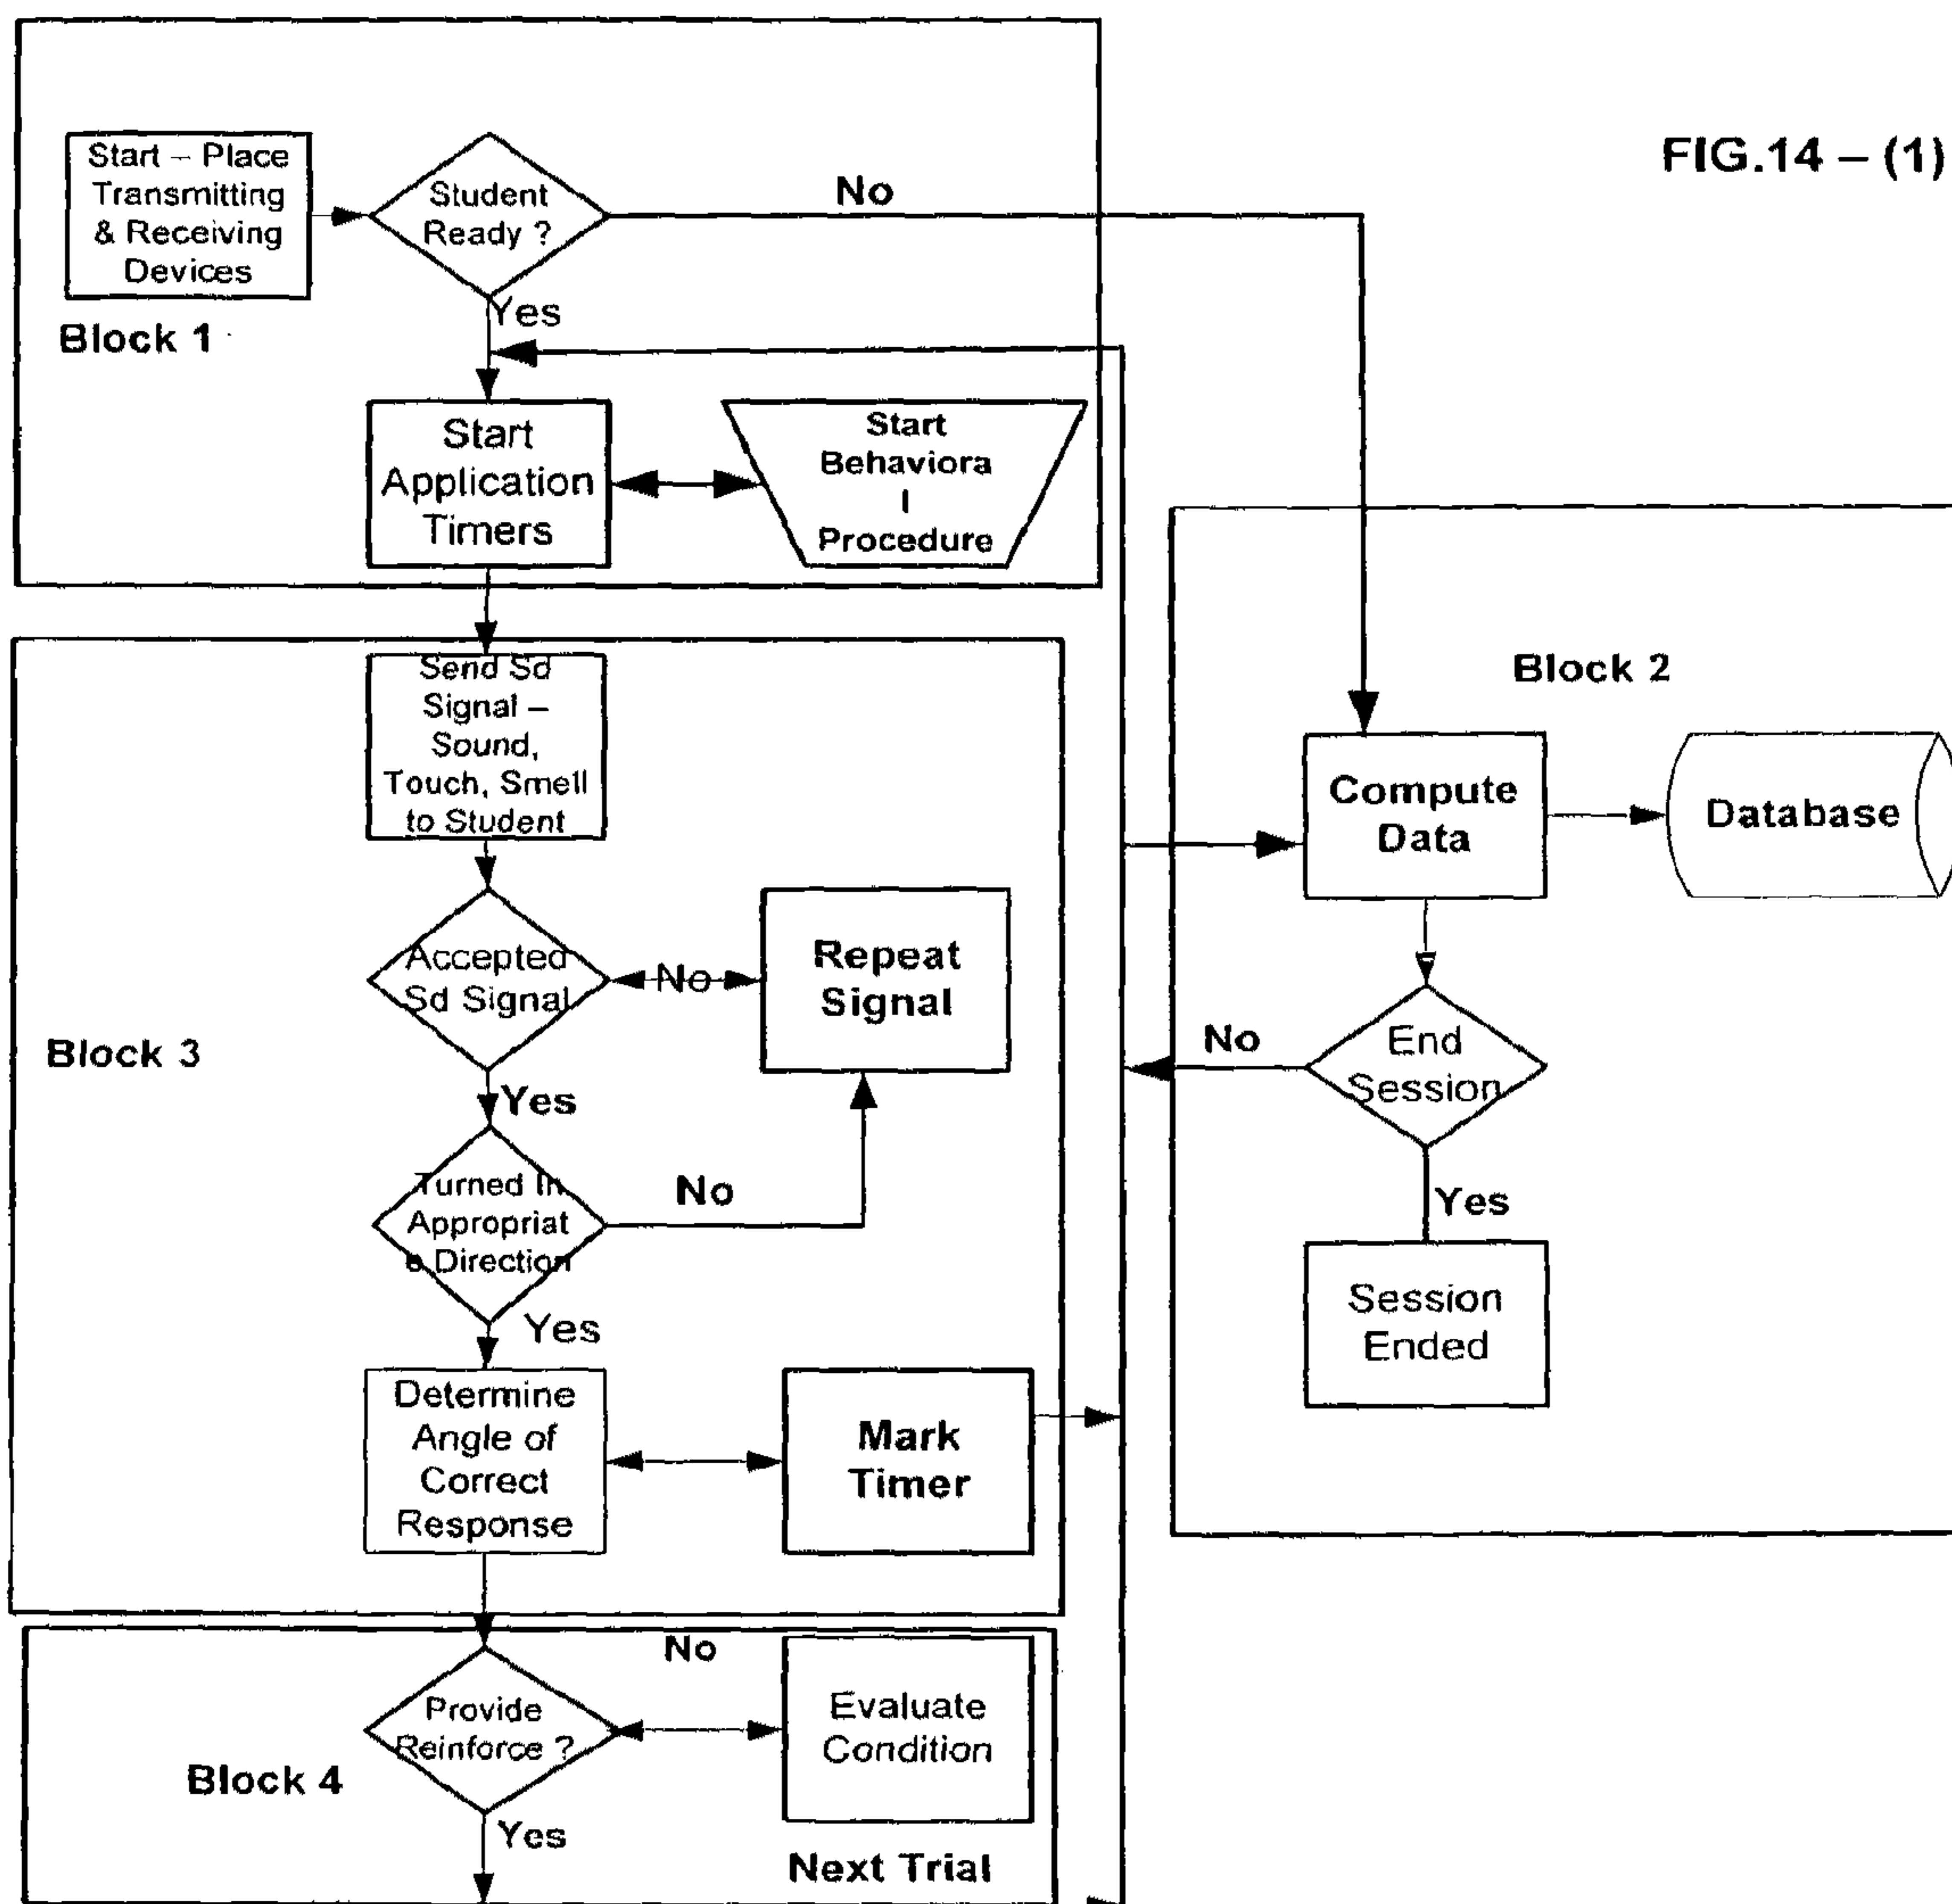 FIG.14 – (1)
Start – Place
Transmitting
& Receiving
Devices
Student
Ready ?
No
Yes
Block 1
Start
Application
Timers
Start
Behaviora
l
Procedure
Send Sd
Signal –
Sound,
Touch, Smell
to Student
Accepted
Sd Signal
No
Repeat
Signal
Block 3
Yes
Turned In
Appropriat
e Direction
No
Yes
Determine
Angle of
Correct
Response
Mark
Timer
Block 2
Compute
Data
Database
End
Session
No
Yes
Session
Ended
No
Provide
Reinforce ?
Evaluate
Condition
Block 4
Yes
Next Trial